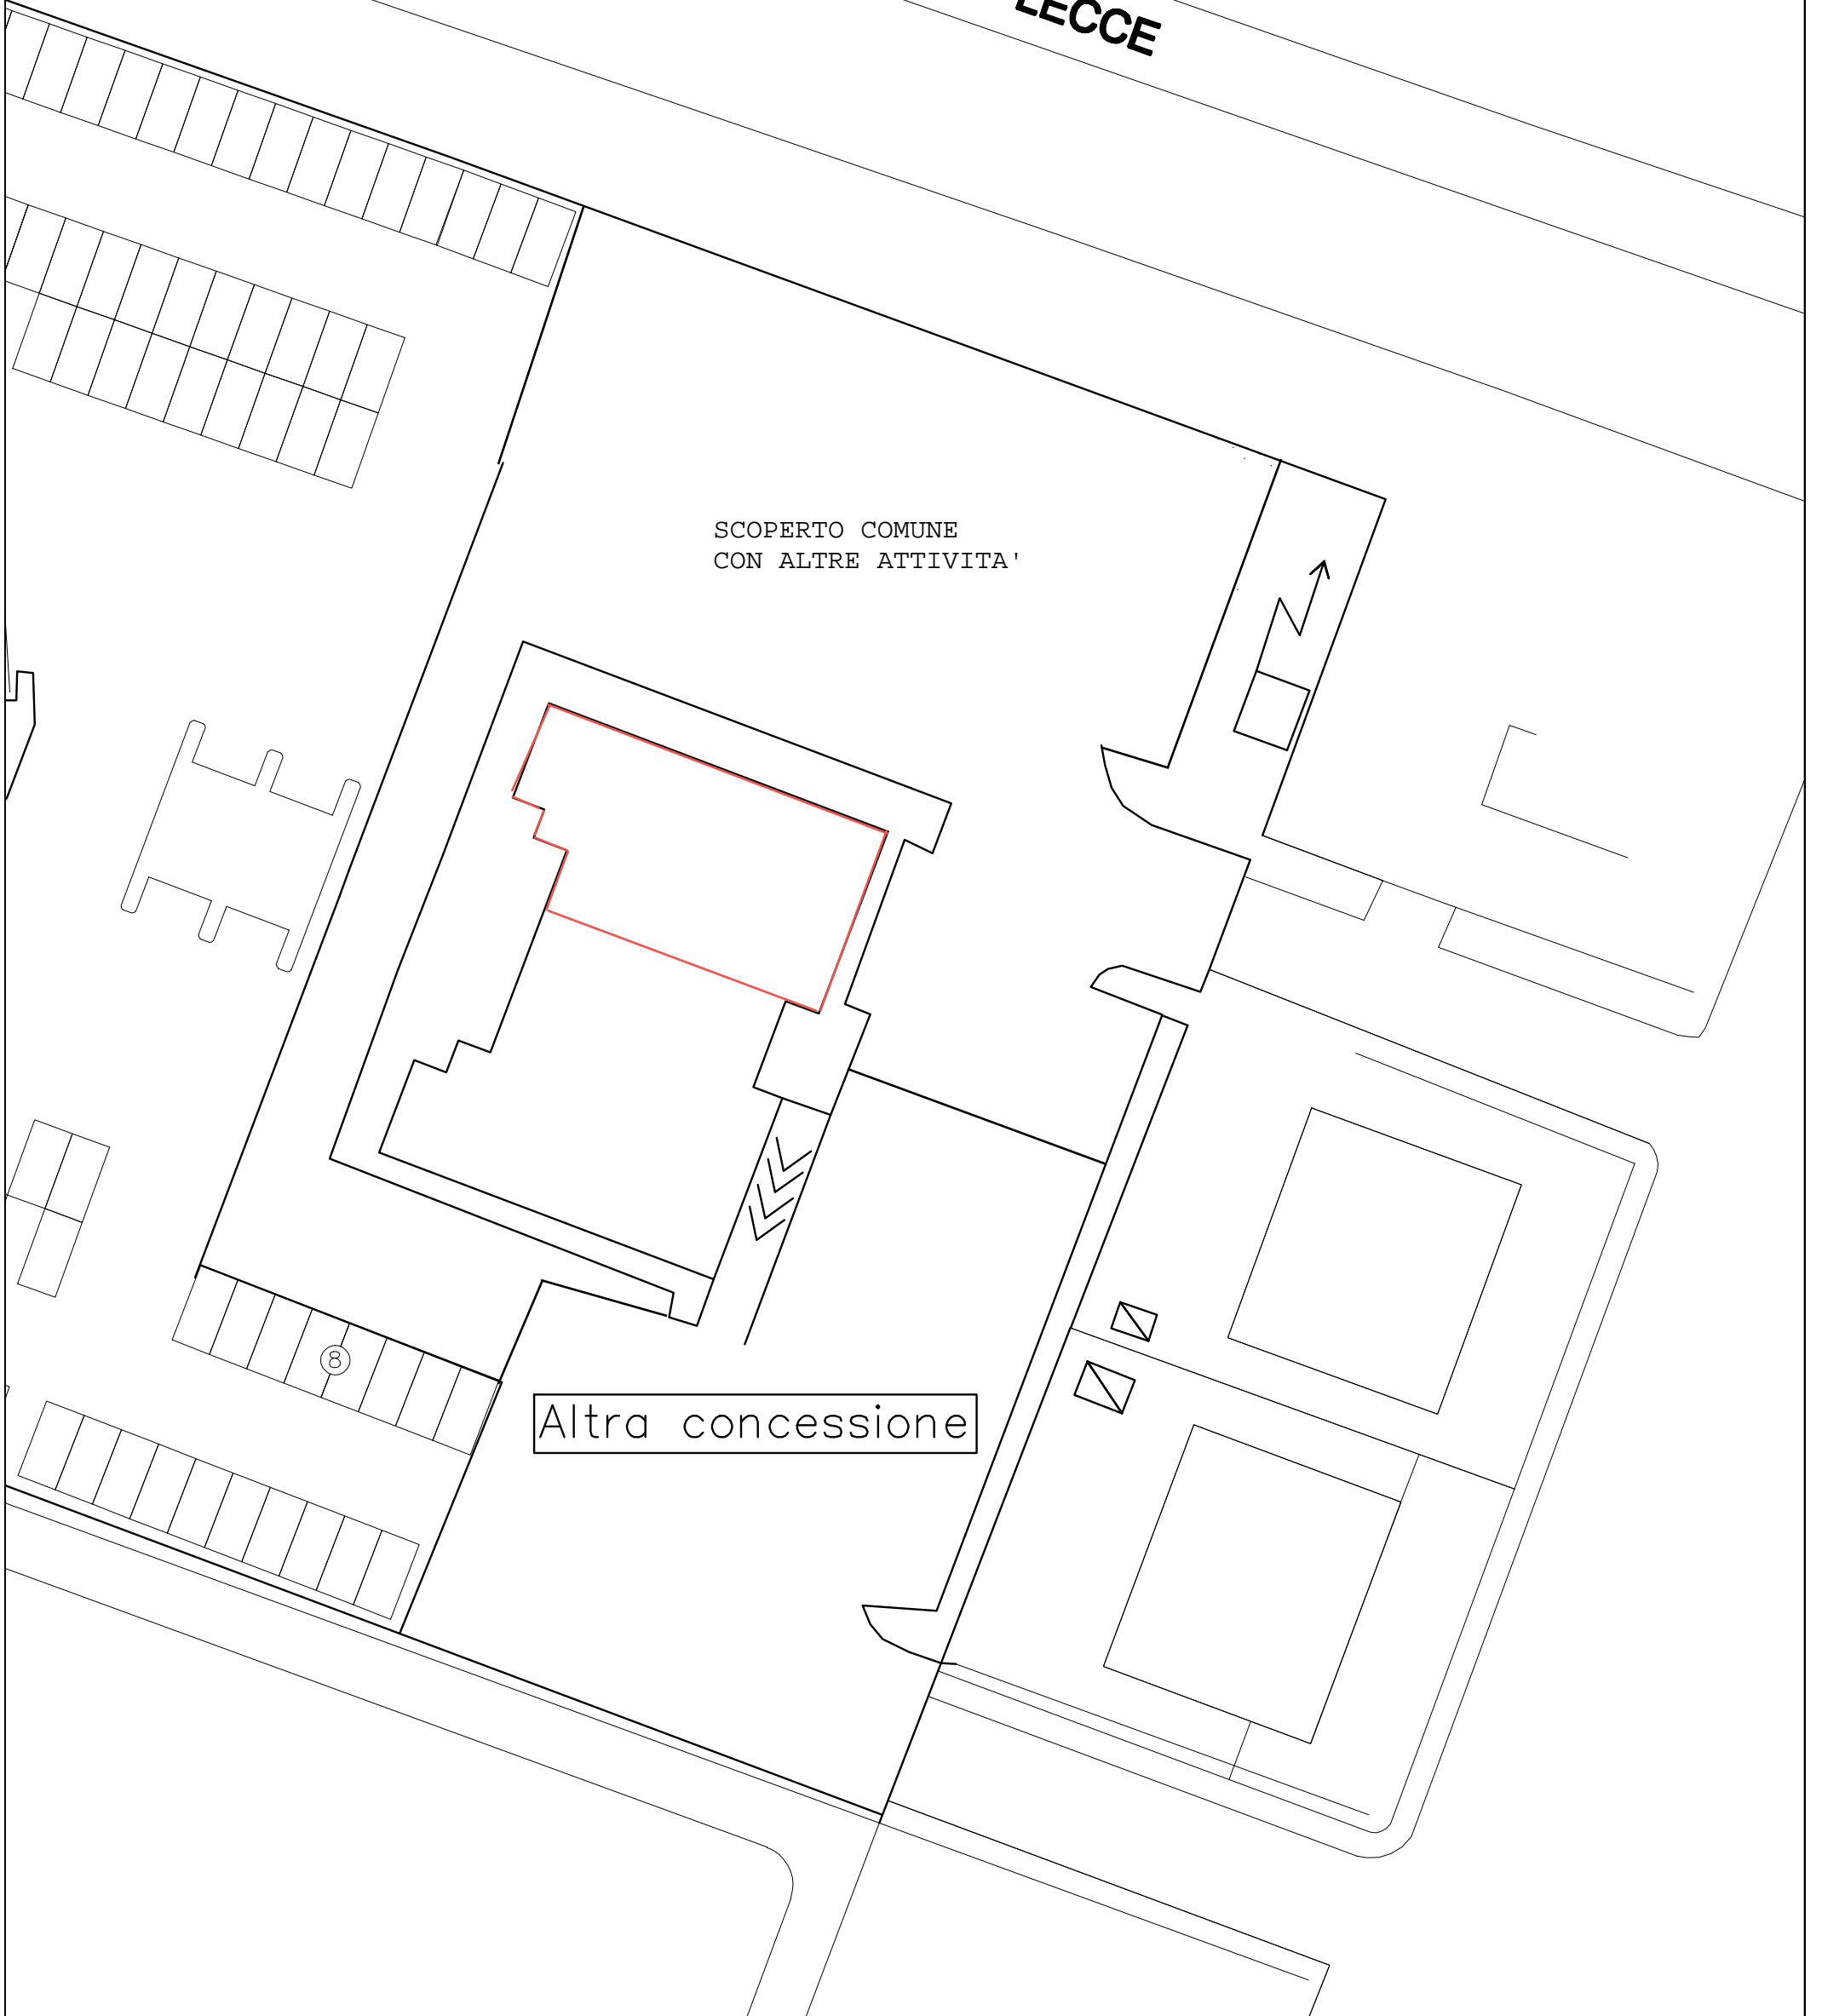 LECCE
SCOPERTO COMUNE
CON ALTRE ATTIVITA'
N
8
Altra concessione